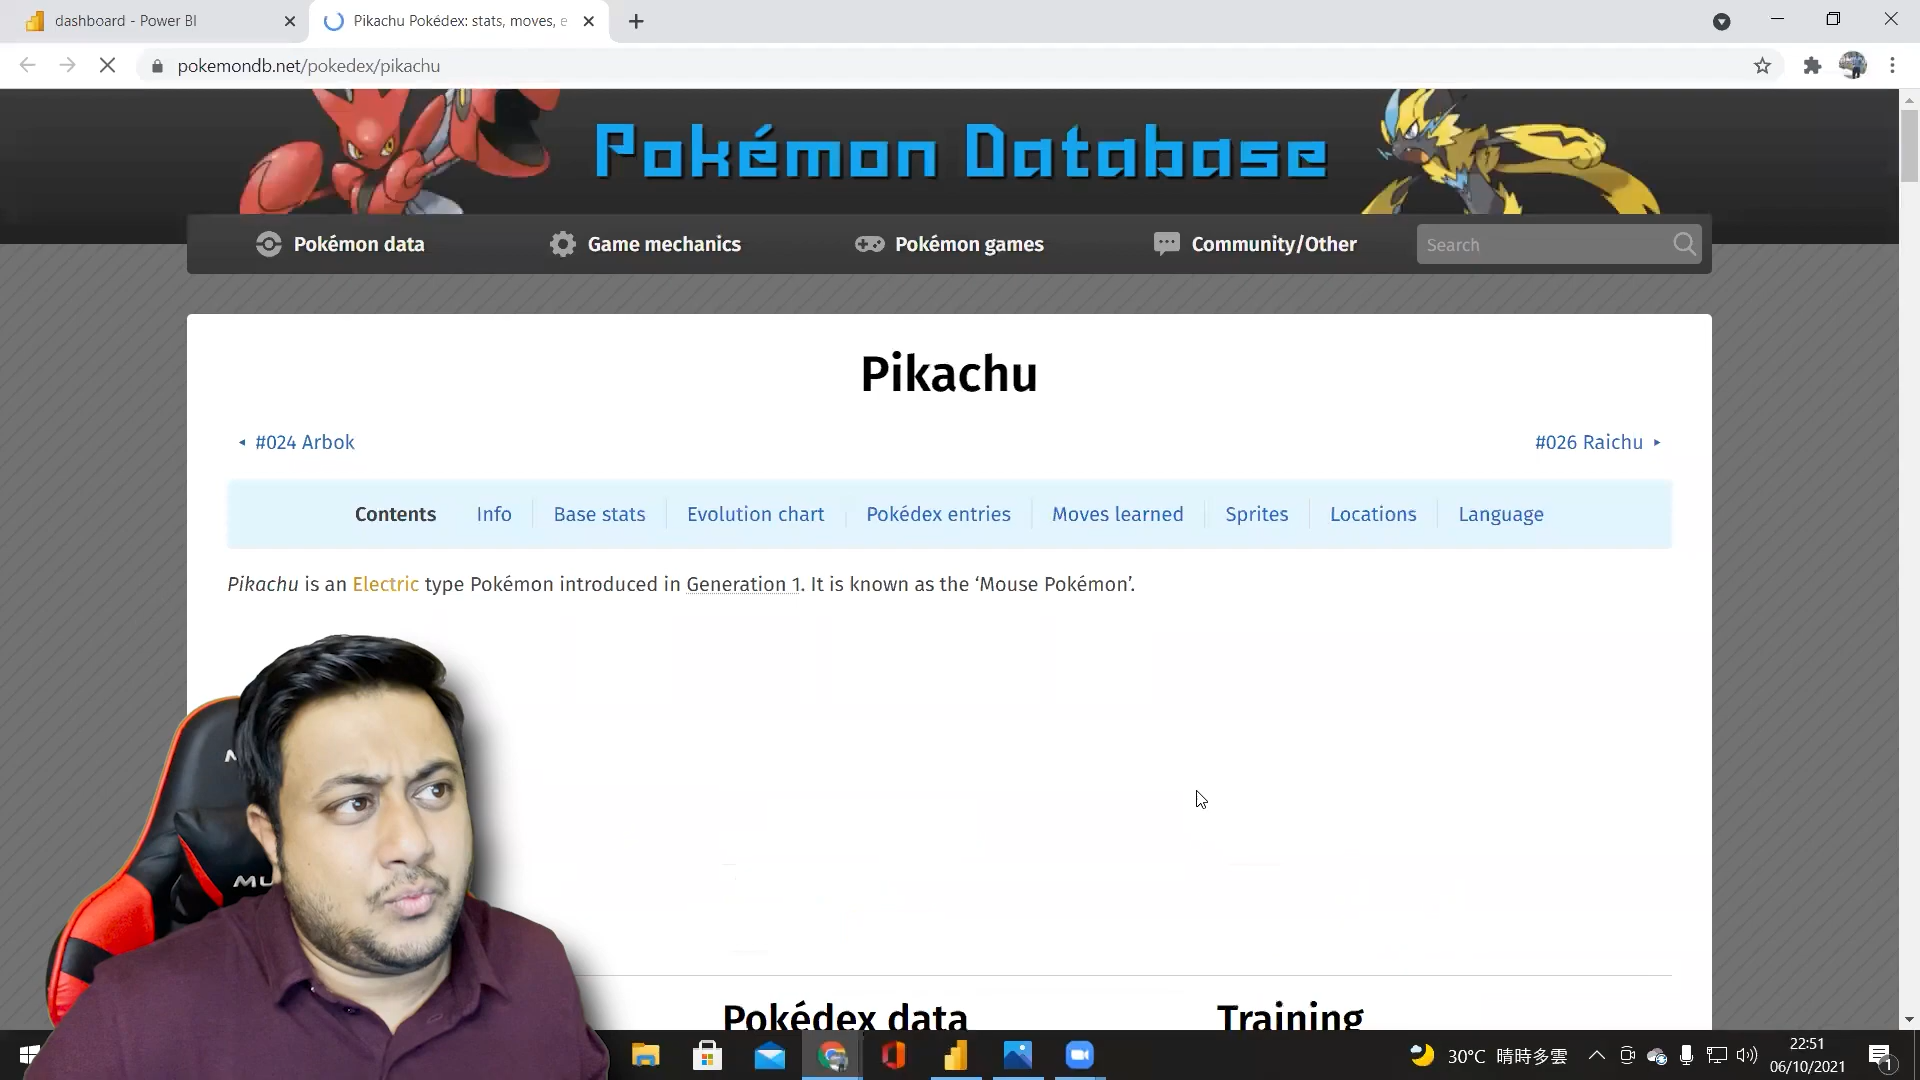 dashboard - Power BI
Pikachu Pokédex: stats, moves, e
pokemondb.net/pokedex/pikachu
Pokémon Database
Pokémon data
Game mechanics
Pokémon games
Community/Other
Search
Pikachu
#024 Arbok
#026 Raichu
Contents
Info
Base stats
Evolution chart
Pokédex entries
Moves learned
Sprites
Locations
Language
Pikachu is an Electric type Pokémon introduced in Generation 1. It is known as the ‘Mouse Pokémon’.
Pokédex data
Training
30°C 晴時多雲
22:51
06/10/2021
1